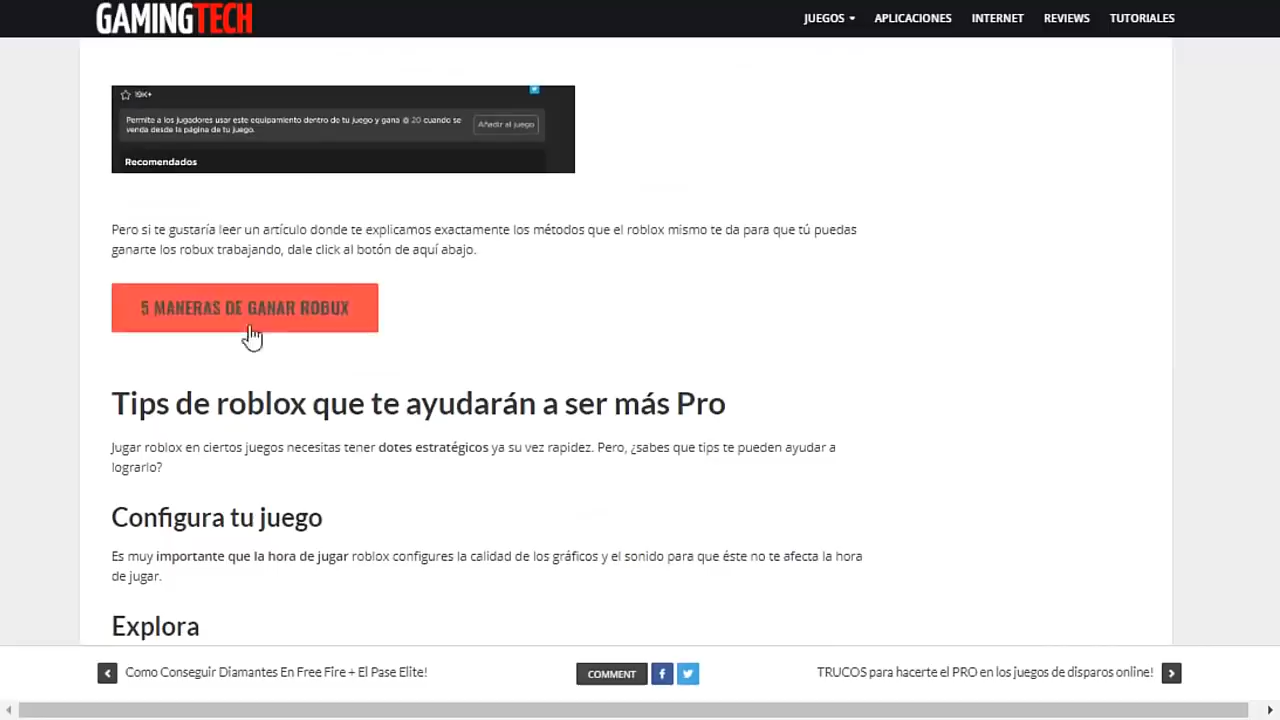 GAMINGTECH
JUEGOS
APLICACIONES
INTERNET
REVIEWS
TUTORIALES
19K+
Permite a los jugadores usar este equipamiento dentro de tu juego y gana 20 cuando se
venda desde la página de tu juego.
Añadir al juego
Recomendados
Pero si te gustaría leer un artículo donde te explicamos exactamente los métodos que el roblox mismo te da para que tú puedas
ganarte los robux trabajando, dale click al botón de aquí abajo.
5 MANERAS DE GANAR ROBUX
Tips de roblox que te ayudarán a ser más Pro
Jugar roblox en ciertos juegos necesitas tener dotes estratégicos ya su vez rapidez. Pero, ¿sabes que tips te pueden ayudar a
lograrlo?
Configura tu juego
Es muy importante que la hora de jugar roblox configures la calidad de los gráficos y el sonido para que éste no te afecta la hora
de jugar.
Explora
Como Conseguir Diamantes En Free Fire + El Pase Elite!
COMMENT
TRUCOS para hacerte el PRO en los juegos de disparos online!